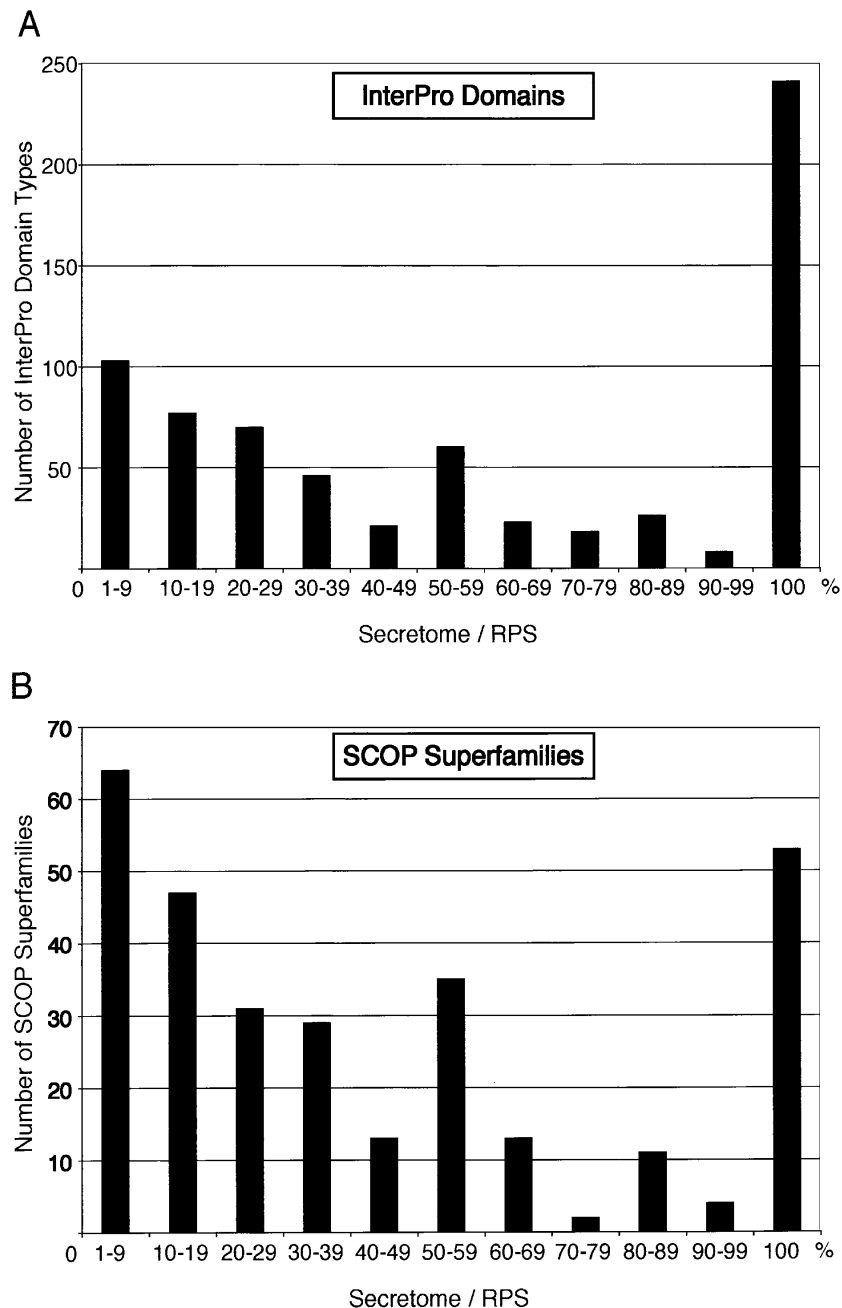 A
InterPro Domains
Number of InterPro Domain Types
250
200
150
100
50
0 1-9 10-19 20-29 30-39 40-49 50-59 60-69 70-79 80-89 90-99 100 %
Secretome / RPS
B
SCOP Superfamilies
Number of SCOP Superfamilies
70
60
50
40
30
20
10
0 1-9 10-19 20-29 30-39 40-49 50-59 60-69 70-79 80-89 90-99 100 %
Secretome / RPS